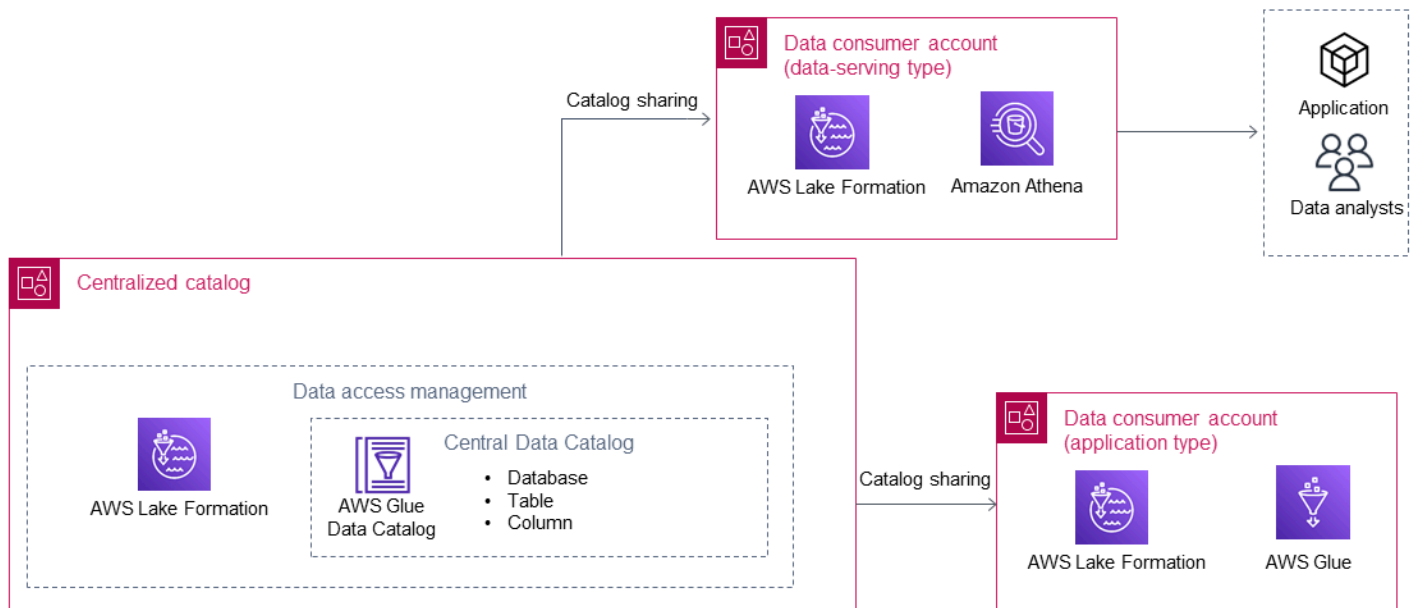 Data consumer account
(data-serving type)
Catalog sharing
AWS Lake Formation
Amazon Athena
Application
Data analysts
Centralized catalog
Data access management
Central Data Catalog
• Database
• Table
• Column
AWS Lake Formation
AWS Glue
Data Catalog
Catalog sharing
Data consumer account
(application type)
AWS Lake Formation
AWS Glue